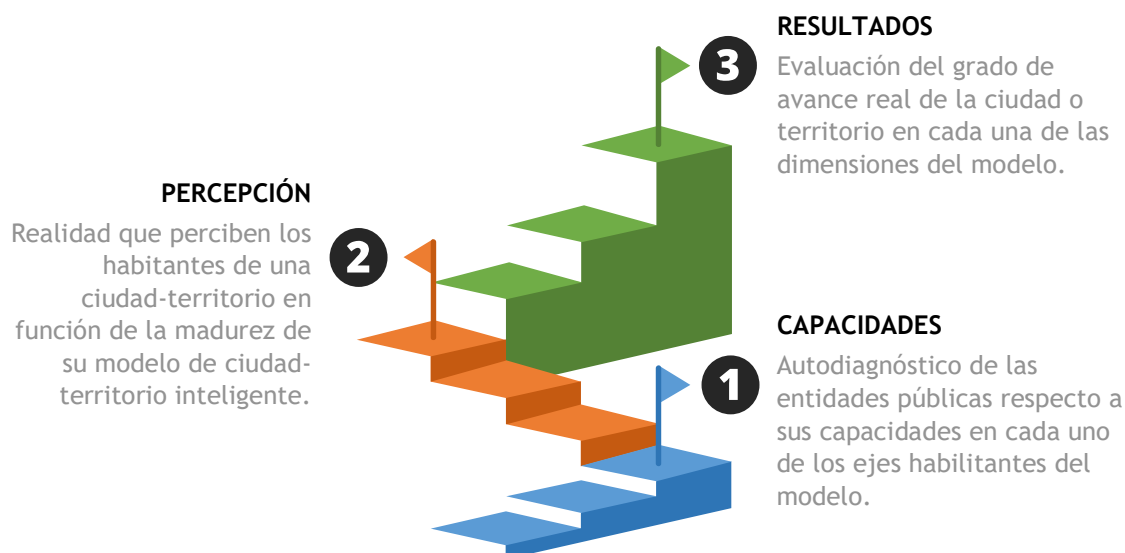 RESULTADOS
3
Evaluación del grado de
avance real de la ciudad o
territorio en cada una de las
dimensiones del modelo.
PERCEPCIÓN
2
Realidad que perciben los
habitantes de una
ciudad-territorio en
función de la madurez de
su modelo de ciudad-
territorio inteligente.
CAPACIDADES
1
Autodiagnóstico de las
entidades públicas respecto a
sus capacidades en cada uno
de los ejes habilitantes del
modelo.